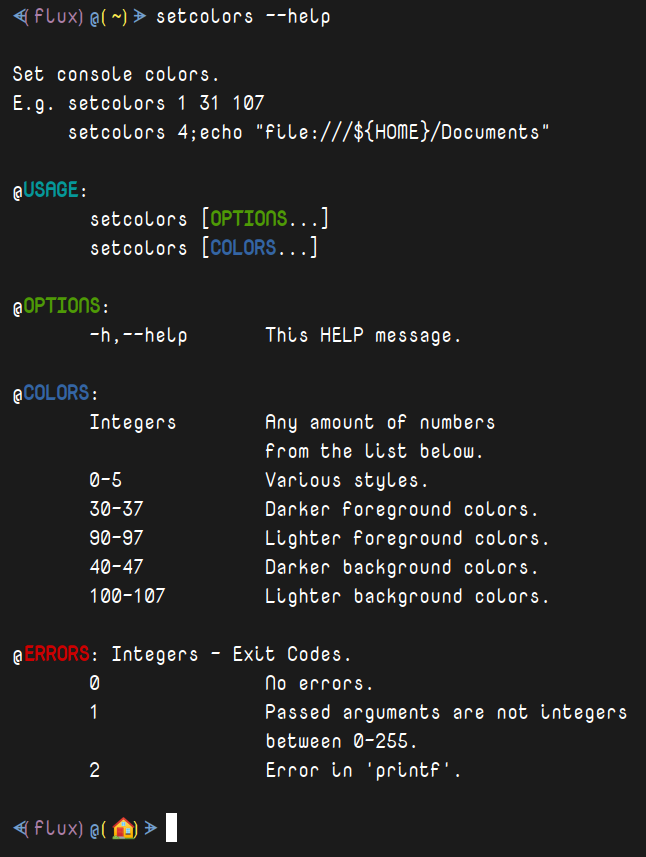 ⪪(flux)@(~)⪫ setcolors --help
Set console colors.
E.g. setcolors 1 31 107
setcolors 4;echo "file:///${HOME}/Documents"
@USAGE:
setcolors [OPTIONS...]
setcolors [COLORS...]
@OPTIONS:
-h,--help This HELP message.
@COLORS:
Integers Any amount of numbers
from the list below.
0-5 Various styles.
30-37 Darker foreground colors.
90-97 Lighter foreground colors.
40-47 Darker background colors.
100-107 Lighter background colors.
@ERRORS: Integers - Exit Codes.
0 No errors.
1 Passed arguments are not integers
between 0-255.
2 Error in 'printf'.
⪪(flux)@(🏠)⪫